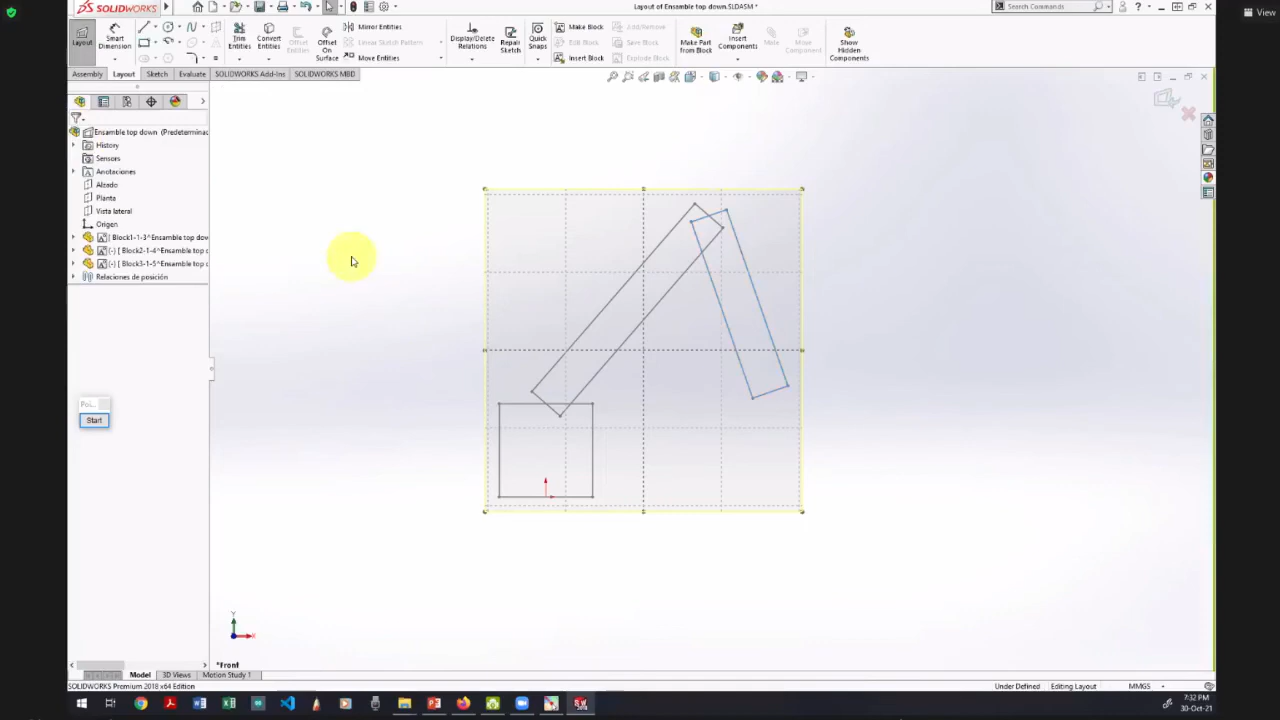 View
SOLIDWORKS
Layout of Ensamble top down.SLDASM *
Search Commands
Layout
Smart Dimension
Trim Entities
Convert Entities
Offset Entities
Offset On Surface
Mirror Entities
Linear Sketch Pattern
Move Entities
Display/Delete Relations
Repair Sketch
Quick Snaps
Make Block
Edit Block
Insert Block
Add/Remove
Save Block
Explode Block
Make Part from Block
Insert Components
Mate
Move Component
Show Hidden Components
Assembly
Layout
Sketch
Evaluate
SOLIDWORKS Add-Ins
SOLIDWORKS MBD
Ensamble top down (Predeterminad
History
Sensors
Anotaciones
Alzado
Planta
Vista lateral
Origen
[ Block1-1-3^Ensamble top dow
(-) [ Block2-1-4^Ensamble top d
(-) [ Block3-1-5^Ensamble top d
Relaciones de posición
Poi...
Start
Y
X
*Front
Model
3D Views
Motion Study 1
SOLIDWORKS Premium 2018 x64 Edition
Under Defined
Editing Layout
MMGS
7:32 PM
30-Oct-21